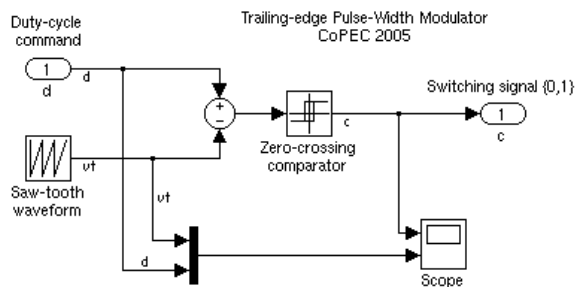 Trailing-edge Pulse-Width Modulator
CoPEC 2005
Duty-cycle
command
1
d
d
+
−
Switching signal {0,1}
1
c
c
Zero-crossing
comparator
Saw-tooth
waveform
vt
vt
d
Scope